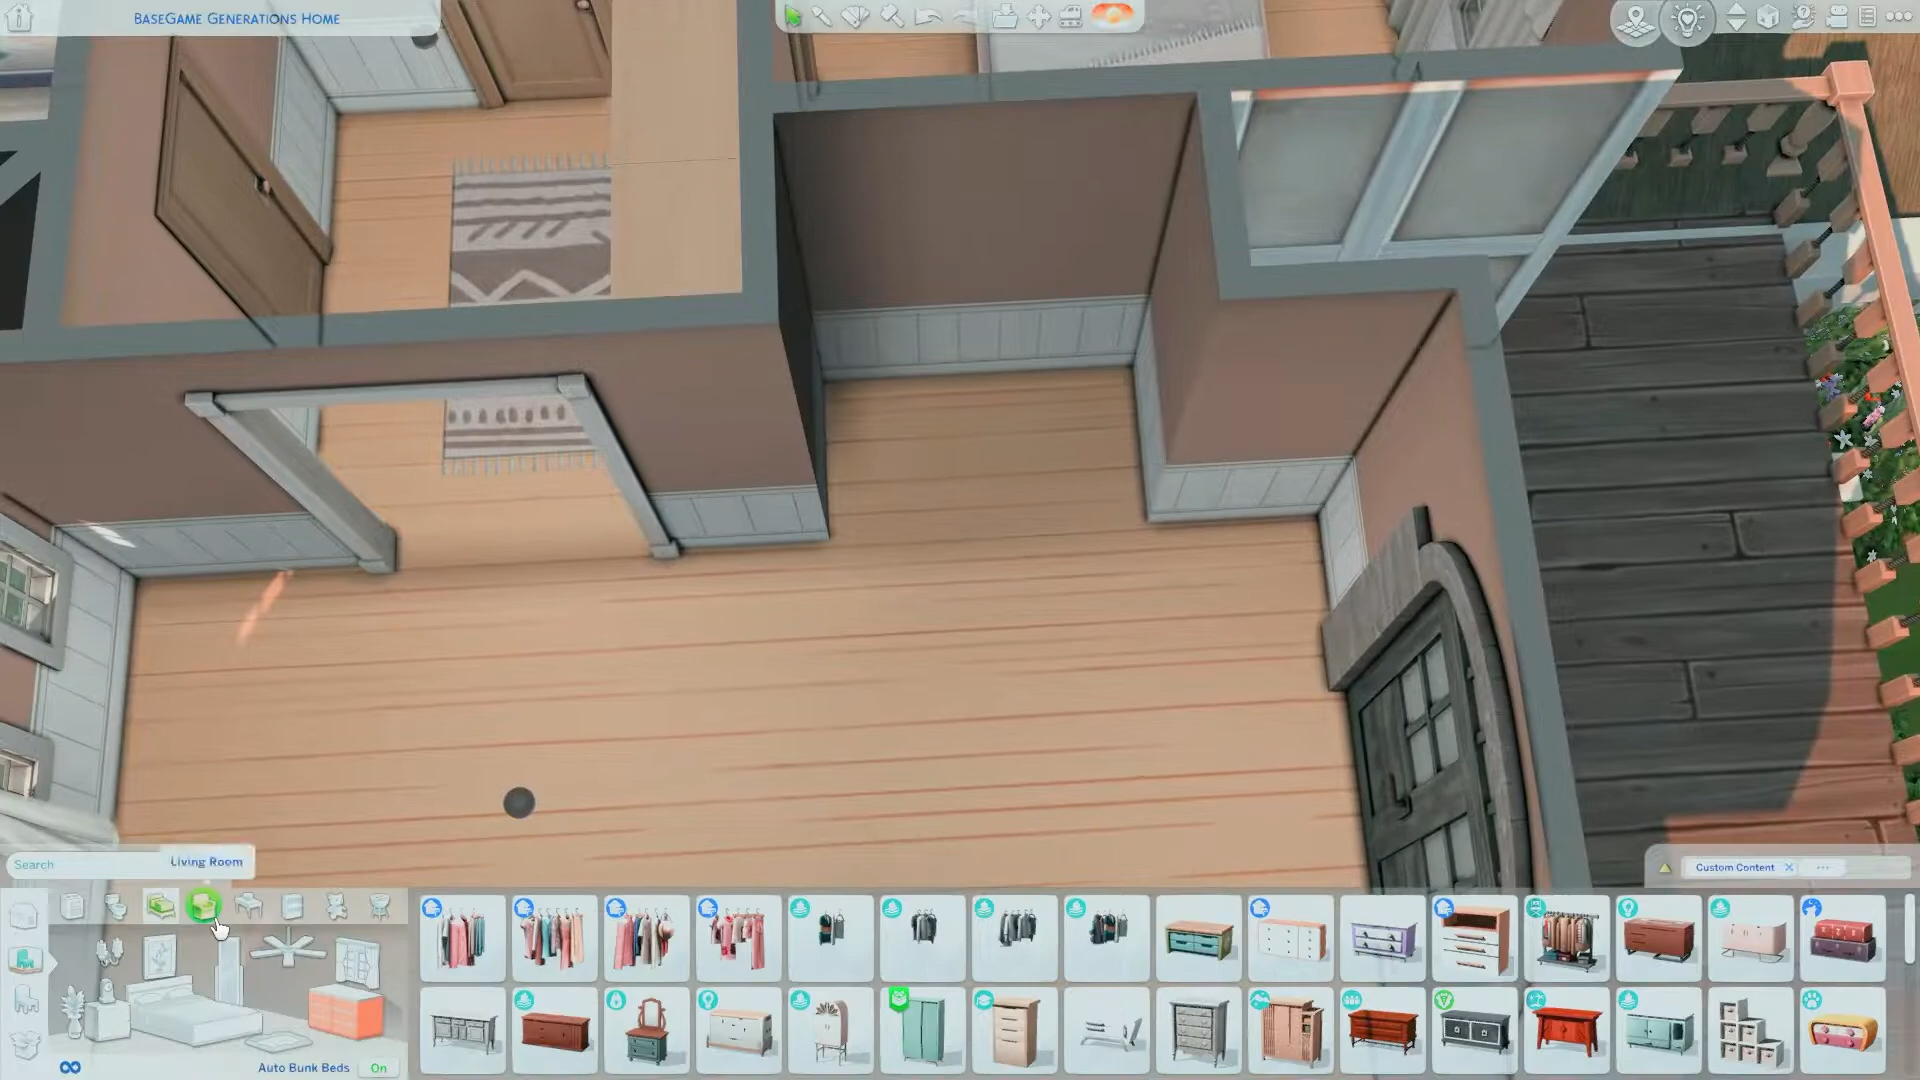 BaseGame Generations Home
Search
Living Room
Custom Content
Auto Bunk Beds
On